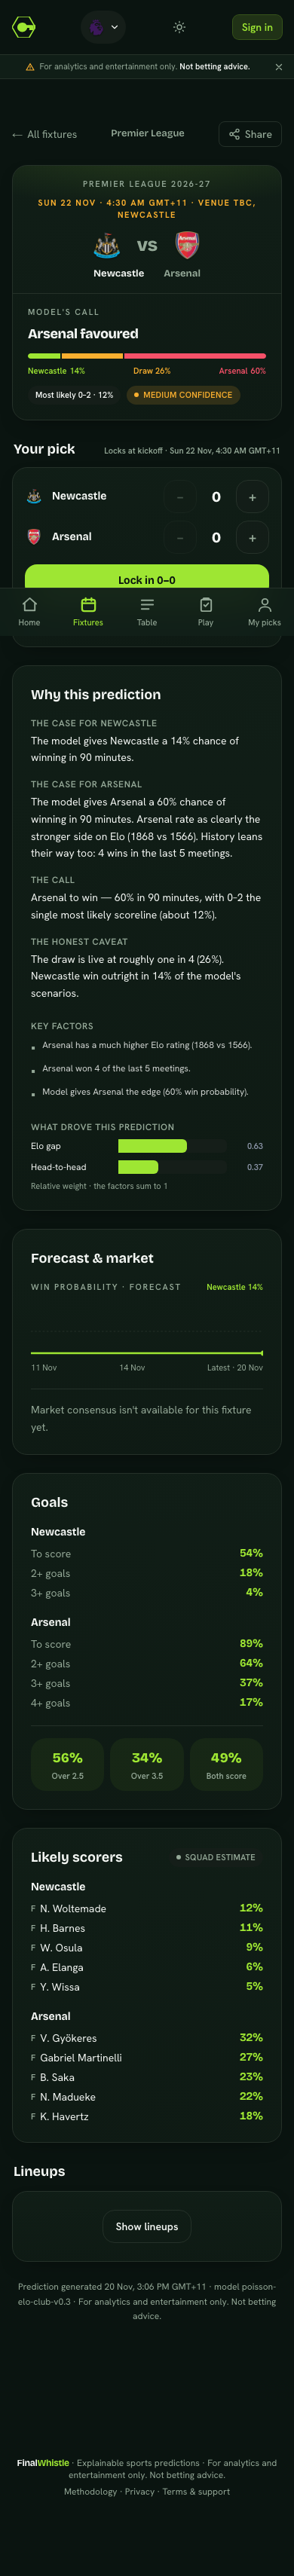 Sign in
For analytics and entertainment only. Not betting advice.
← All fixtures
Premier League
Share
PREMIER LEAGUE 2026-27
SUN 22 NOV · 4:30 AM GMT+11 · VENUE TBC,
NEWCASTLE
VS
Newcastle
Arsenal
MODEL'S CALL
Arsenal favoured
Newcastle 14%
Draw 26%
Arsenal 60%
Most likely 0-2 · 12%
MEDIUM CONFIDENCE
Your pick
Locks at kickoff · Sun 22 Nov, 4:30 AM GMT+11
Newcastle
− 0 +
Arsenal
− 0 +
Lock in 0–0
Home
Fixtures
Table
Play
My picks
Why this prediction
THE CASE FOR NEWCASTLE
The model gives Newcastle a 14% chance of
winning in 90 minutes.
THE CASE FOR ARSENAL
The model gives Arsenal a 60% chance of
winning in 90 minutes. Arsenal rate as clearly the
stronger side on Elo (1868 vs 1566). History leans
their way too: 4 wins in the last 5 meetings.
THE CALL
Arsenal to win — 60% in 90 minutes, with 0–2 the
single most likely scoreline (about 12%).
THE HONEST CAVEAT
The draw is live at roughly one in 4 (26%).
Newcastle win outright in 14% of the model's
scenarios.
KEY FACTORS
Arsenal has a much higher Elo rating (1868 vs 1566).
Arsenal won 4 of the last 5 meetings.
Model gives Arsenal the edge (60% win probability).
WHAT DROVE THIS PREDICTION
Elo gap 0.63
Head-to-head 0.37
Relative weight · the factors sum to 1
Forecast & market
WIN PROBABILITY · FORECAST
Newcastle 14%
11 Nov
14 Nov
Latest · 20 Nov
Market consensus isn't available for this fixture
yet.
Goals
Newcastle
To score 54%
2+ goals 18%
3+ goals 4%
Arsenal
To score 89%
2+ goals 64%
3+ goals 37%
4+ goals 17%
56%
Over 2.5
34%
Over 3.5
49%
Both score
Likely scorers
SQUAD ESTIMATE
Newcastle
F N. Woltemade 12%
F H. Barnes 11%
F W. Osula 9%
F A. Elanga 6%
F Y. Wissa 5%
Arsenal
F V. Gyökeres 32%
F Gabriel Martinelli 27%
F B. Saka 23%
F N. Madueke 22%
F K. Havertz 18%
Lineups
Show lineups
Prediction generated 20 Nov, 3:06 PM GMT+11 · model poisson-
elo-club-v0.3 · For analytics and entertainment only. Not betting
advice.
FinalWhistle · Explainable sports predictions · For analytics and
entertainment only. Not betting advice.
Methodology · Privacy · Terms & support